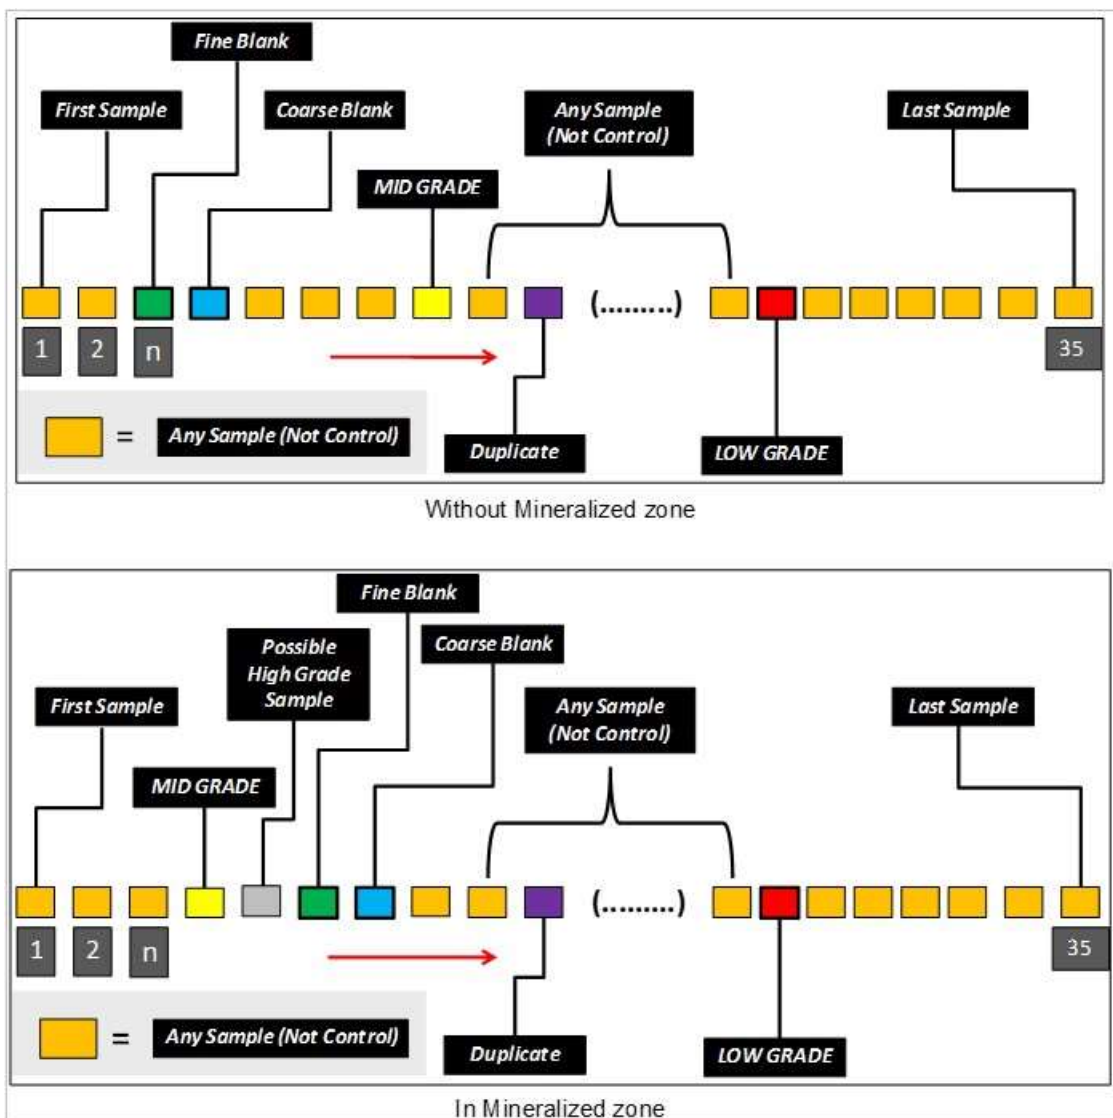 Fine Blank
First Sample
Coarse Blank
Any Sample
(Not Control)
Last Sample
MID GRADE
(.........)
1
2
n
35
= Any Sample (Not Control)
Duplicate
LOW GRADE
Without Mineralized zone
Fine Blank
Possible
High Grade
Sample
Coarse Blank
First Sample
Any Sample
(Not Control)
Last Sample
MID GRADE
(.........)
1
2
n
35
= Any Sample (Not Control)
Duplicate
LOW GRADE
In Mineralized zone